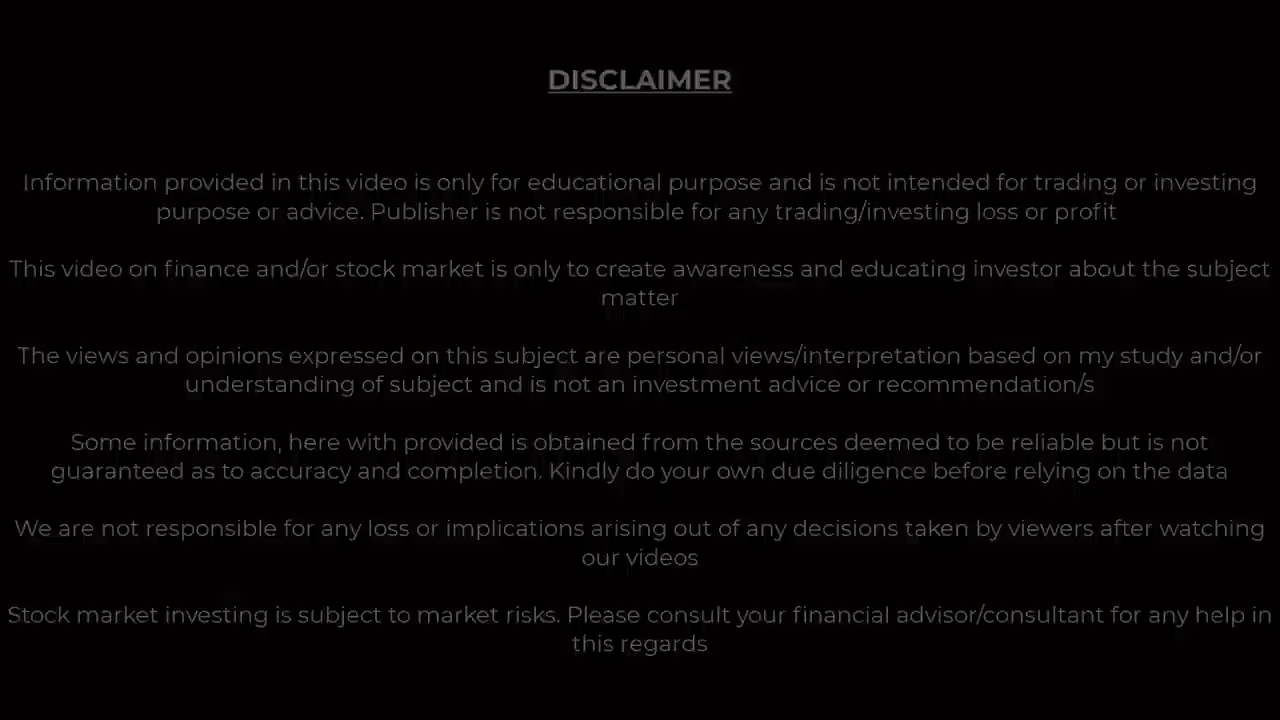 DISCLAIMER
Information provided in this video is only for educational purpose and is not intended for trading or investing
purpose or advice. Publisher is not responsible for any trading/investing loss or profit
This video on finance and/or stock market is only to create awareness and educating investor about the subject
matter
The views and opinions expressed on this subject are personal views/interpretation based on my study and/or
understanding of subject and is not an investment advice or recommendation/s
Some information, here with provided is obtained from the sources deemed to be reliable but is not
guaranteed as to accuracy and completion. Kindly do your own due diligence before relying on the data
We are not responsible for any loss or implications arising out of any decisions taken by viewers after watching
our videos
Stock market investing is subject to market risks. Please consult your financial advisor/consultant for any help in
this regards